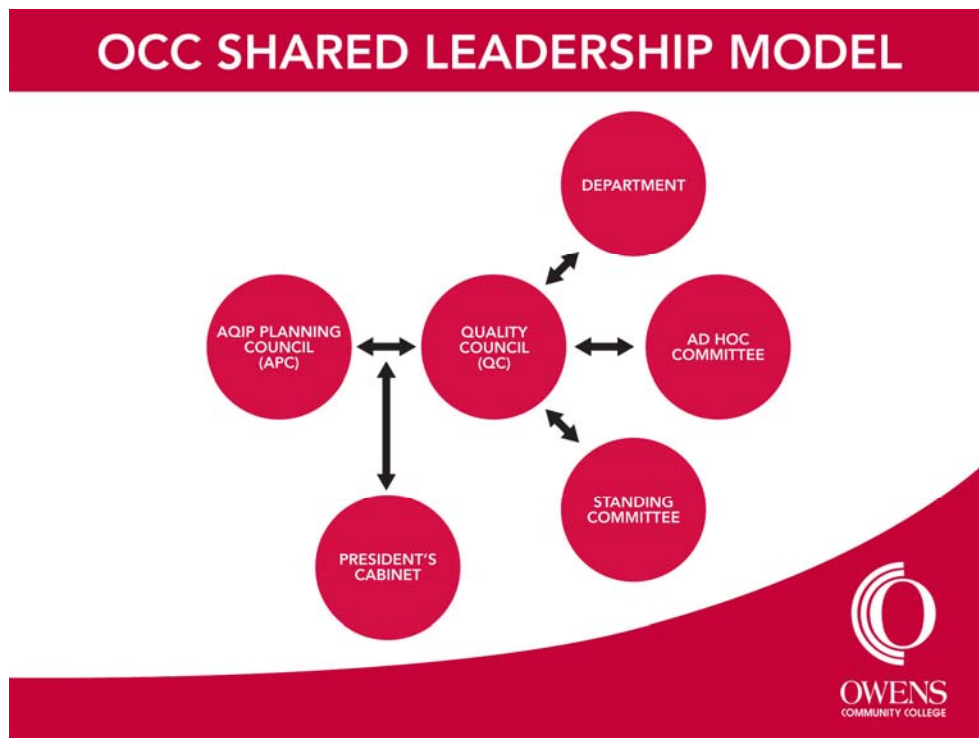 OCC SHARED LEADERSHIP MODEL
DEPARTMENT
AQIP PLANNING
COUNCIL
(APC)
QUALITY
COUNCIL
(QC)
AD HOC
COMMITTEE
STANDING
COMMITTEE
PRESIDENT'S
CABINET
OWENS
COMMUNITY COLLEGE